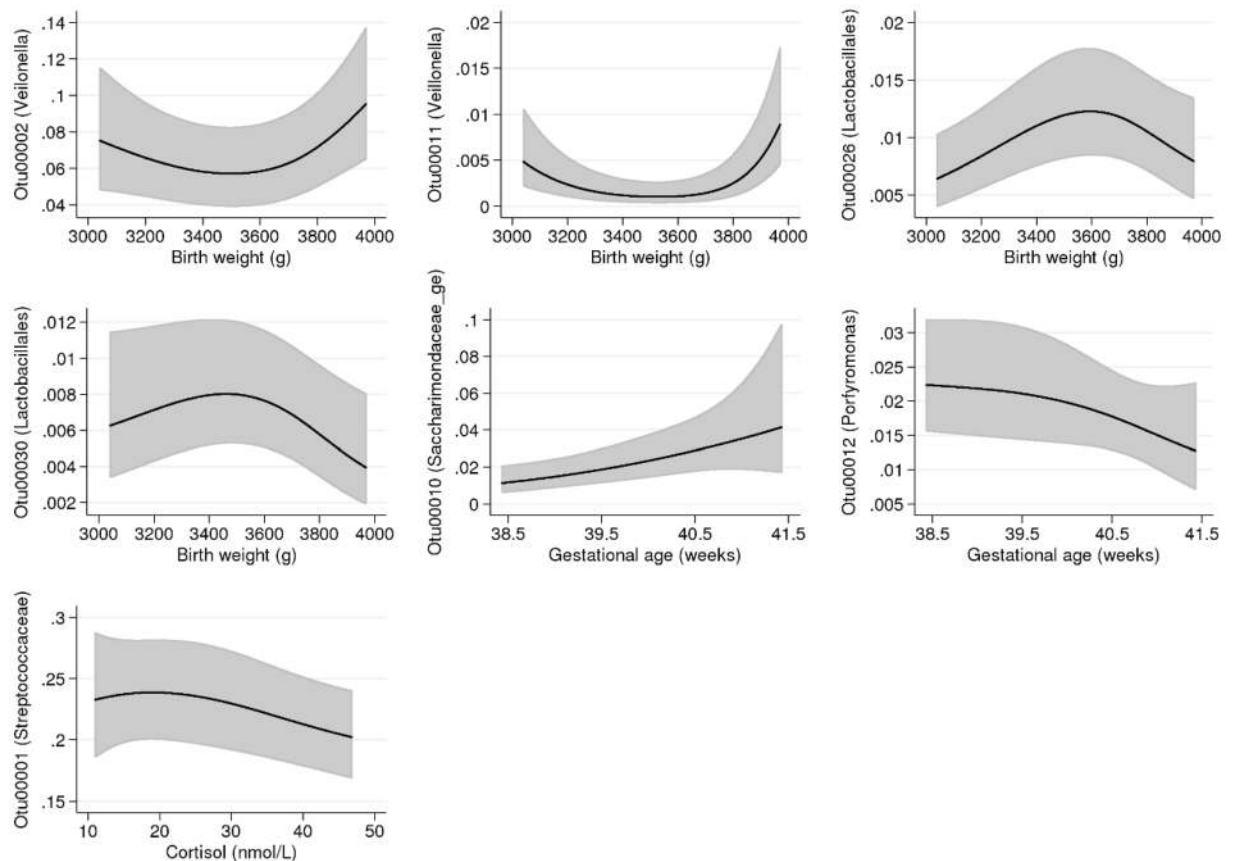 Otu00002 (Veilonella)
.14
.12
.1
.08
.06
.04
3000 3200 3400 3600 3800 4000
Birth weight (g)
Otu00011 (Veillonella)
.02
.015
.01
.005
0
3000 3200 3400 3600 3800 4000
Birth weight (g)
Otu00026 (Lactobacillales)
.02
.015
.01
.005
3000 3200 3400 3600 3800 4000
Birth weight (g)
Otu00030 (Lactobacillales)
.012
.01
.008
.006
.004
.002
3000 3200 3400 3600 3800 4000
Birth weight (g)
Otu00010 (Saccharimondaceae_ge)
.1
.08
.06
.04
.02
0
38.5 39.5 40.5 41.5
Gestational age (weeks)
Otu00012 (Porfyromonas)
.03
.025
.02
.015
.01
.005
38.5 39.5 40.5 41.5
Gestational age (weeks)
Otu00001 (Streptococcaceae)
.3
.25
.2
.15
10 20 30 40 50
Cortisol (nmol/L)